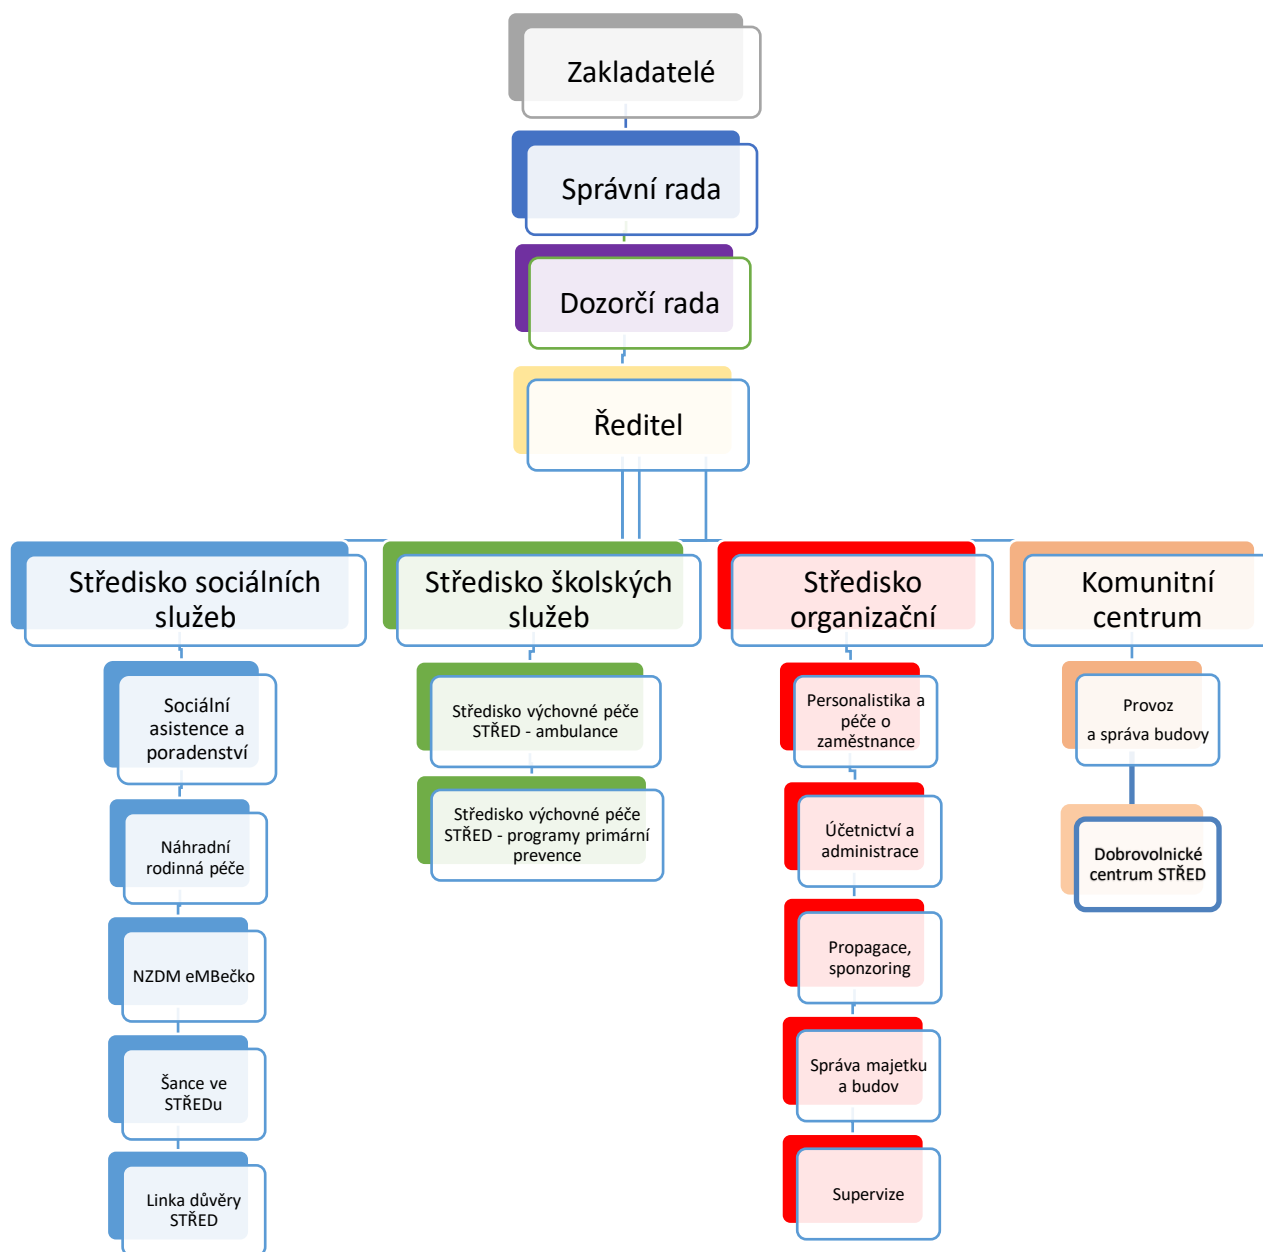 Zakladatelé
Správní rada
Dozorčí rada
Ředitel
Středisko sociálních
služeb
Sociální
asistence a
poradenství
Náhradní
rodinná péče
NZDM eMBečko
Šance ve
STŘEDu
Linka důvěry
STŘED
Středisko školských
služeb
Středisko výchovné péče
STŘED - ambulance
Středisko výchovné péče
STŘED - programy primární
prevence
Středisko
organizační
Personalistika a
péče o
zaměstnance
Účetnictví a
administrace
Propagace,
sponzoring
Správa majetku
a budov
Supervize
Komunitní
centrum
Provoz
a správa budovy
Dobrovolnické
centrum STŘED